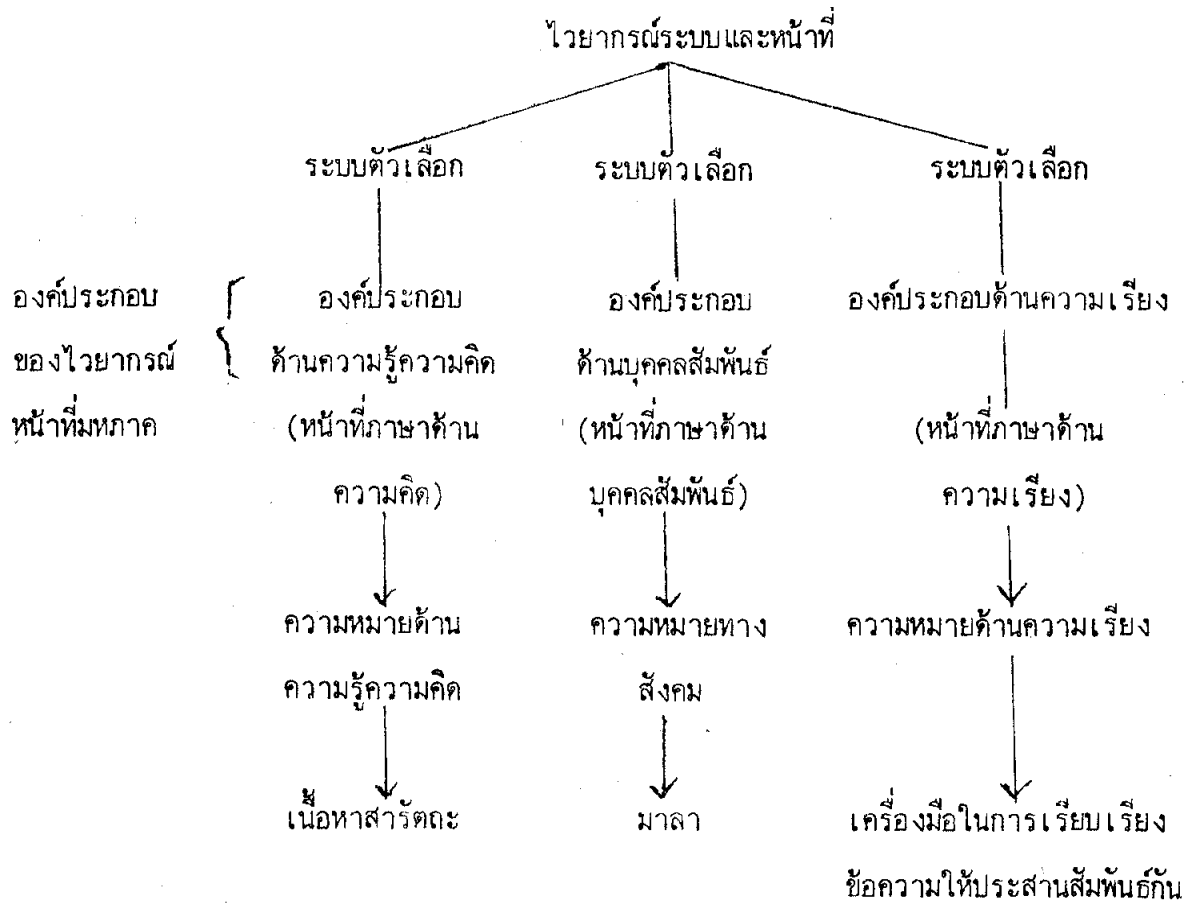 ไวยากรณ์ระบบและหน้าที่
ระบบตัวเลือก ระบบตัวเลือก ระบบตัวเลือก
องค์ประกอบ องค์ประกอบ องค์ประกอบ องค์ประกอบด้านความเรียง
ของไวยากรณ์ ด้านความรู้ความคิด ด้านบุคคลสัมพันธ์
หน้าที่มหภาค (หน้าที่ภาษาด้าน (หน้าที่ภาษาด้าน (หน้าที่ภาษาด้าน
ความคิด) บุคคลสัมพันธ์) ความเรียง)
ความหมายด้าน ความหมายทาง ความหมายด้านความเรียง
ความรู้ความคิด สังคม
เนื้อหาสารัตถะ มาลา เครื่องมือในการเรียบเรียง
ข้อความให้ประสานสัมพันธ์กัน